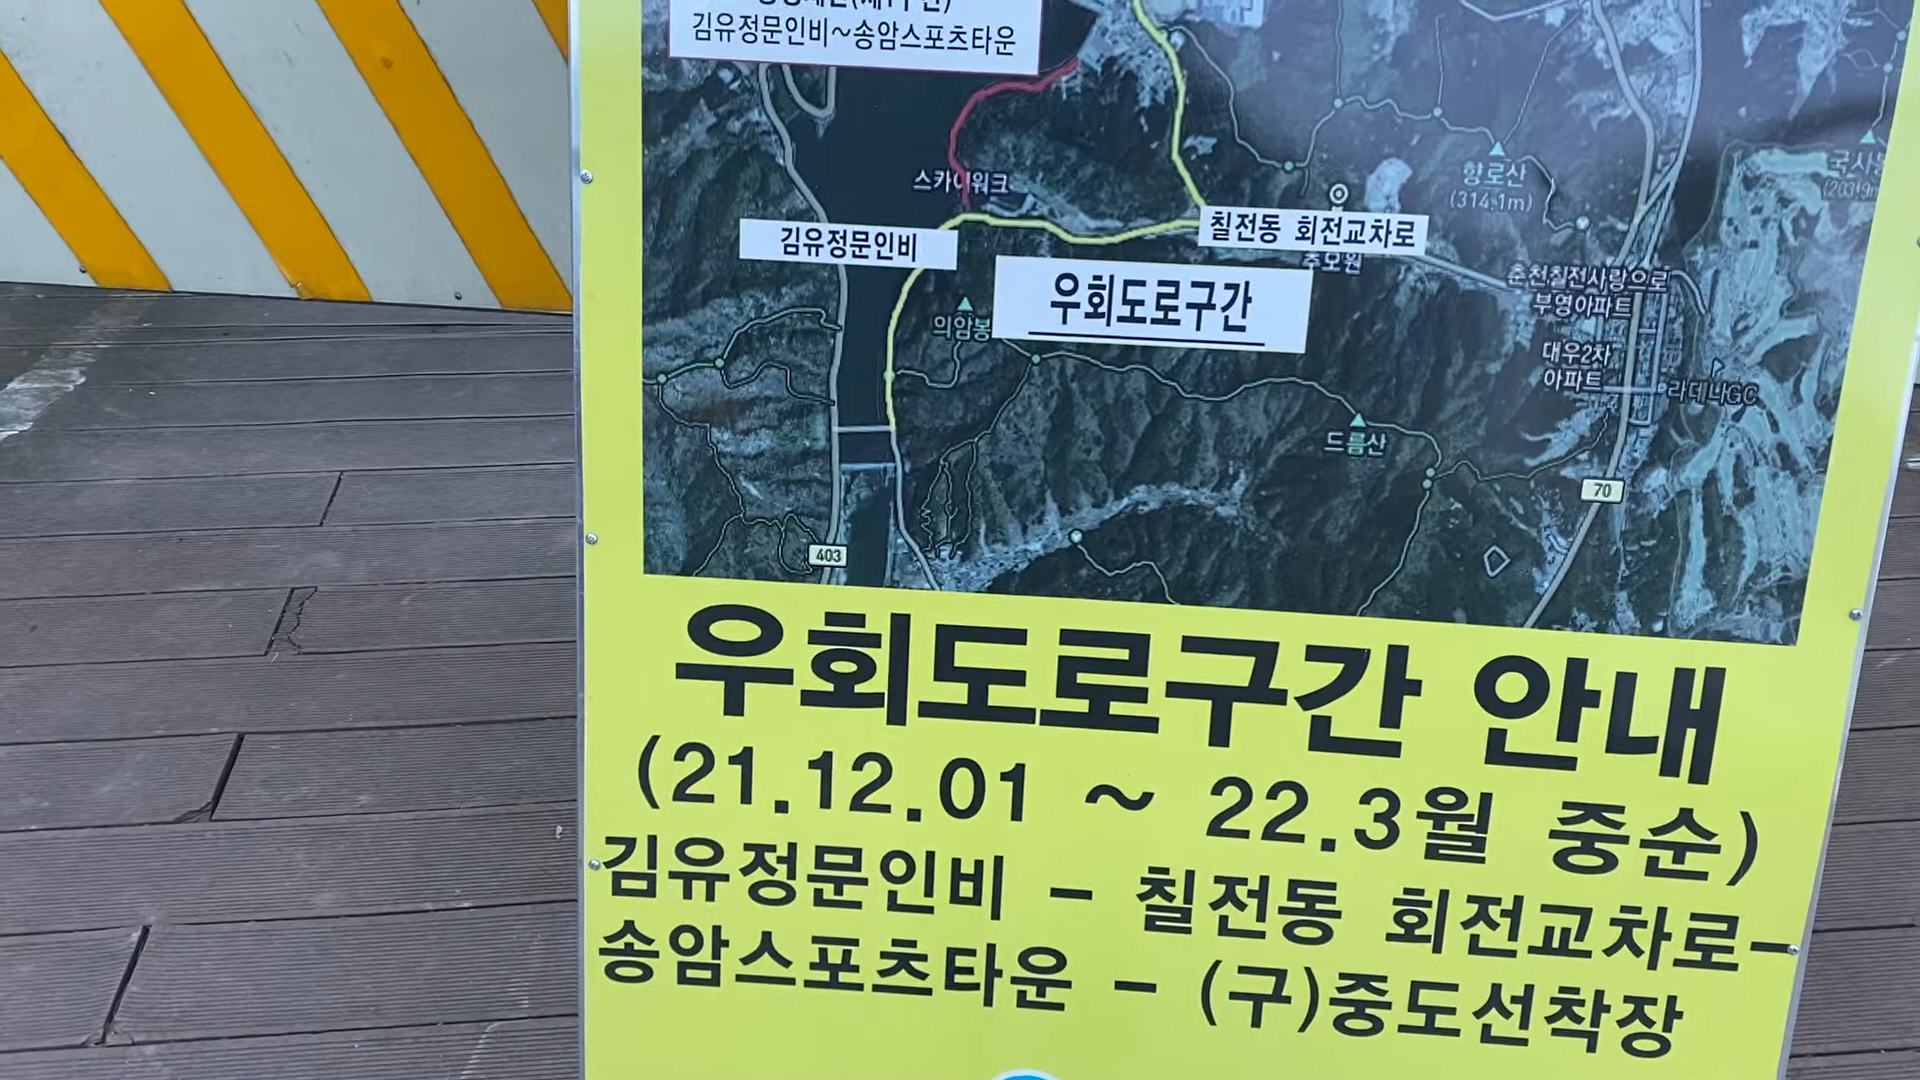 김유정문인비~송암스포츠타운
스카이워크
향로산
(314.1m)
김유정문인비
칠전동 회전교차로
추모원
우회도로구간
춘천칠전사랑으로
부영아파트
의암봉
대우2차
아파트
라데나GC
드름산
70
403
우회도로구간 안내
(21.12.01 ~ 22.3월 중순)
김유정문인비 - 칠전동 회전교차로-
송암스포츠타운 - (구)중도선착장